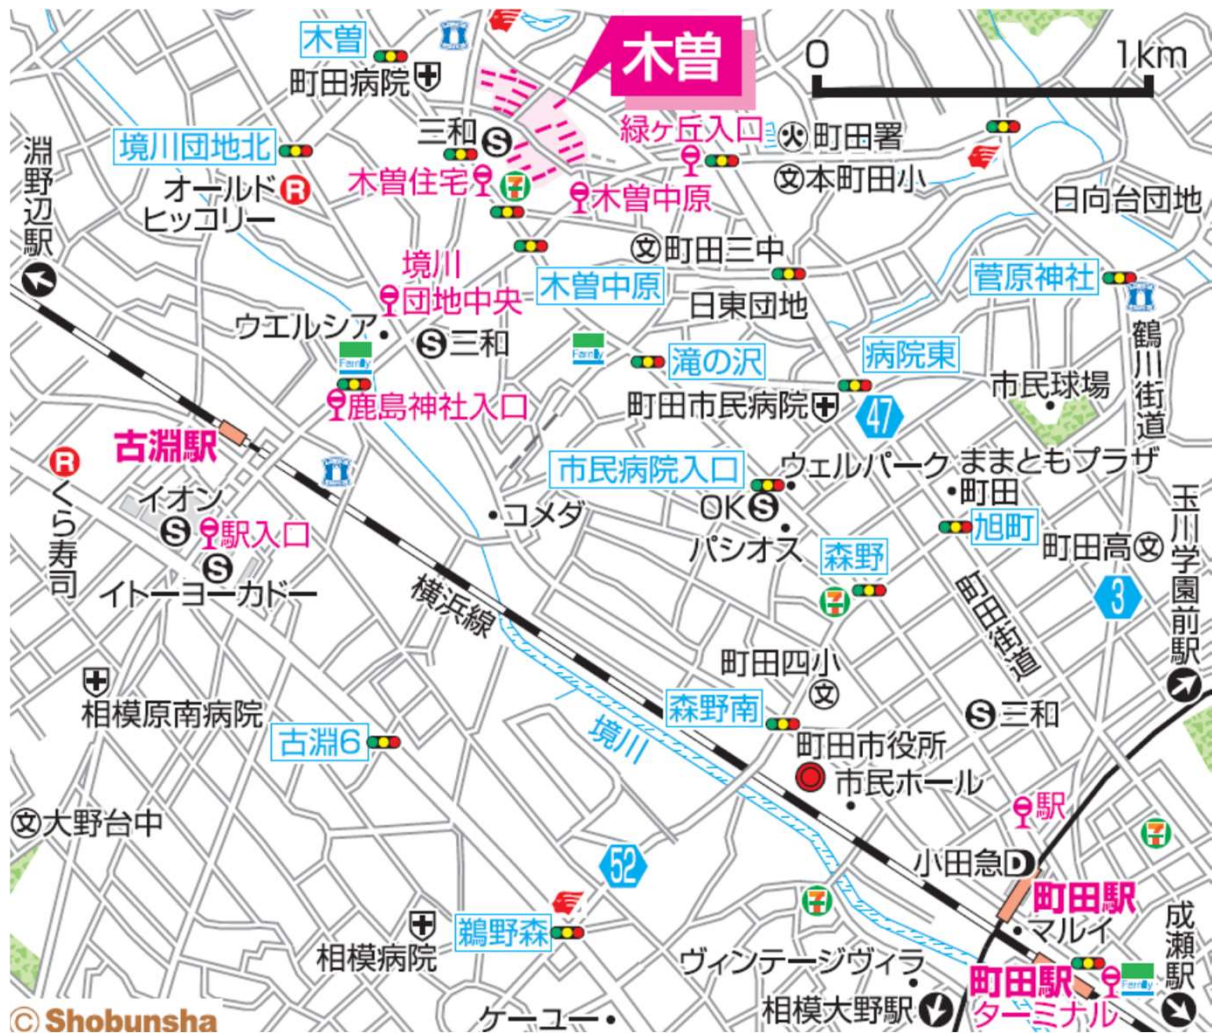 木曽
木曽
0 1km
町田病院
三和
S
緑ヶ丘入口
火
町田署
境川団地北
淵野辺駅
オールド
ヒッコリー
R
木曽住宅
木曽中原
文
本町田小
日向台団地
文
町田三中
境川
団地中央
木曽中原
日東団地
菅原神社
鶴川街道
ウエルシア
S
三和
Family
Family
滝の沢
病院東
市民球場
鹿島神社入口
町田市民病院
47
古淵駅
R
くら寿司
イオン
S
駅入口
S
イトーヨーカドー
市民病院入口
ウェルパーク
ままともプラザ
町田
OK
S
コメダ
パシオス
旭町
町田高
文
玉川学園前駅
森野
3
横浜線
町田街道
町田四小
文
相模原南病院
森野南
S
三和
古淵6
境川
町田市役所
市民ホール
文
大野台中
駅
52
小田急
D
町田駅
マルイ
鵜野森
相模病院
ヴィンテージヴィラ
成瀬駅
町田駅
ターミナル
Family
相模大野駅
ケーユー
© Shobunsha